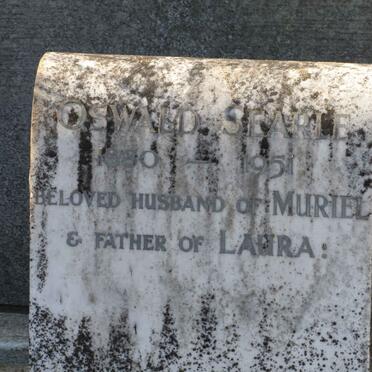 OSWALD SEARLE
— 1951
BELOVED HUSBAND OF MURIEL
& FATHER OF LAURA: